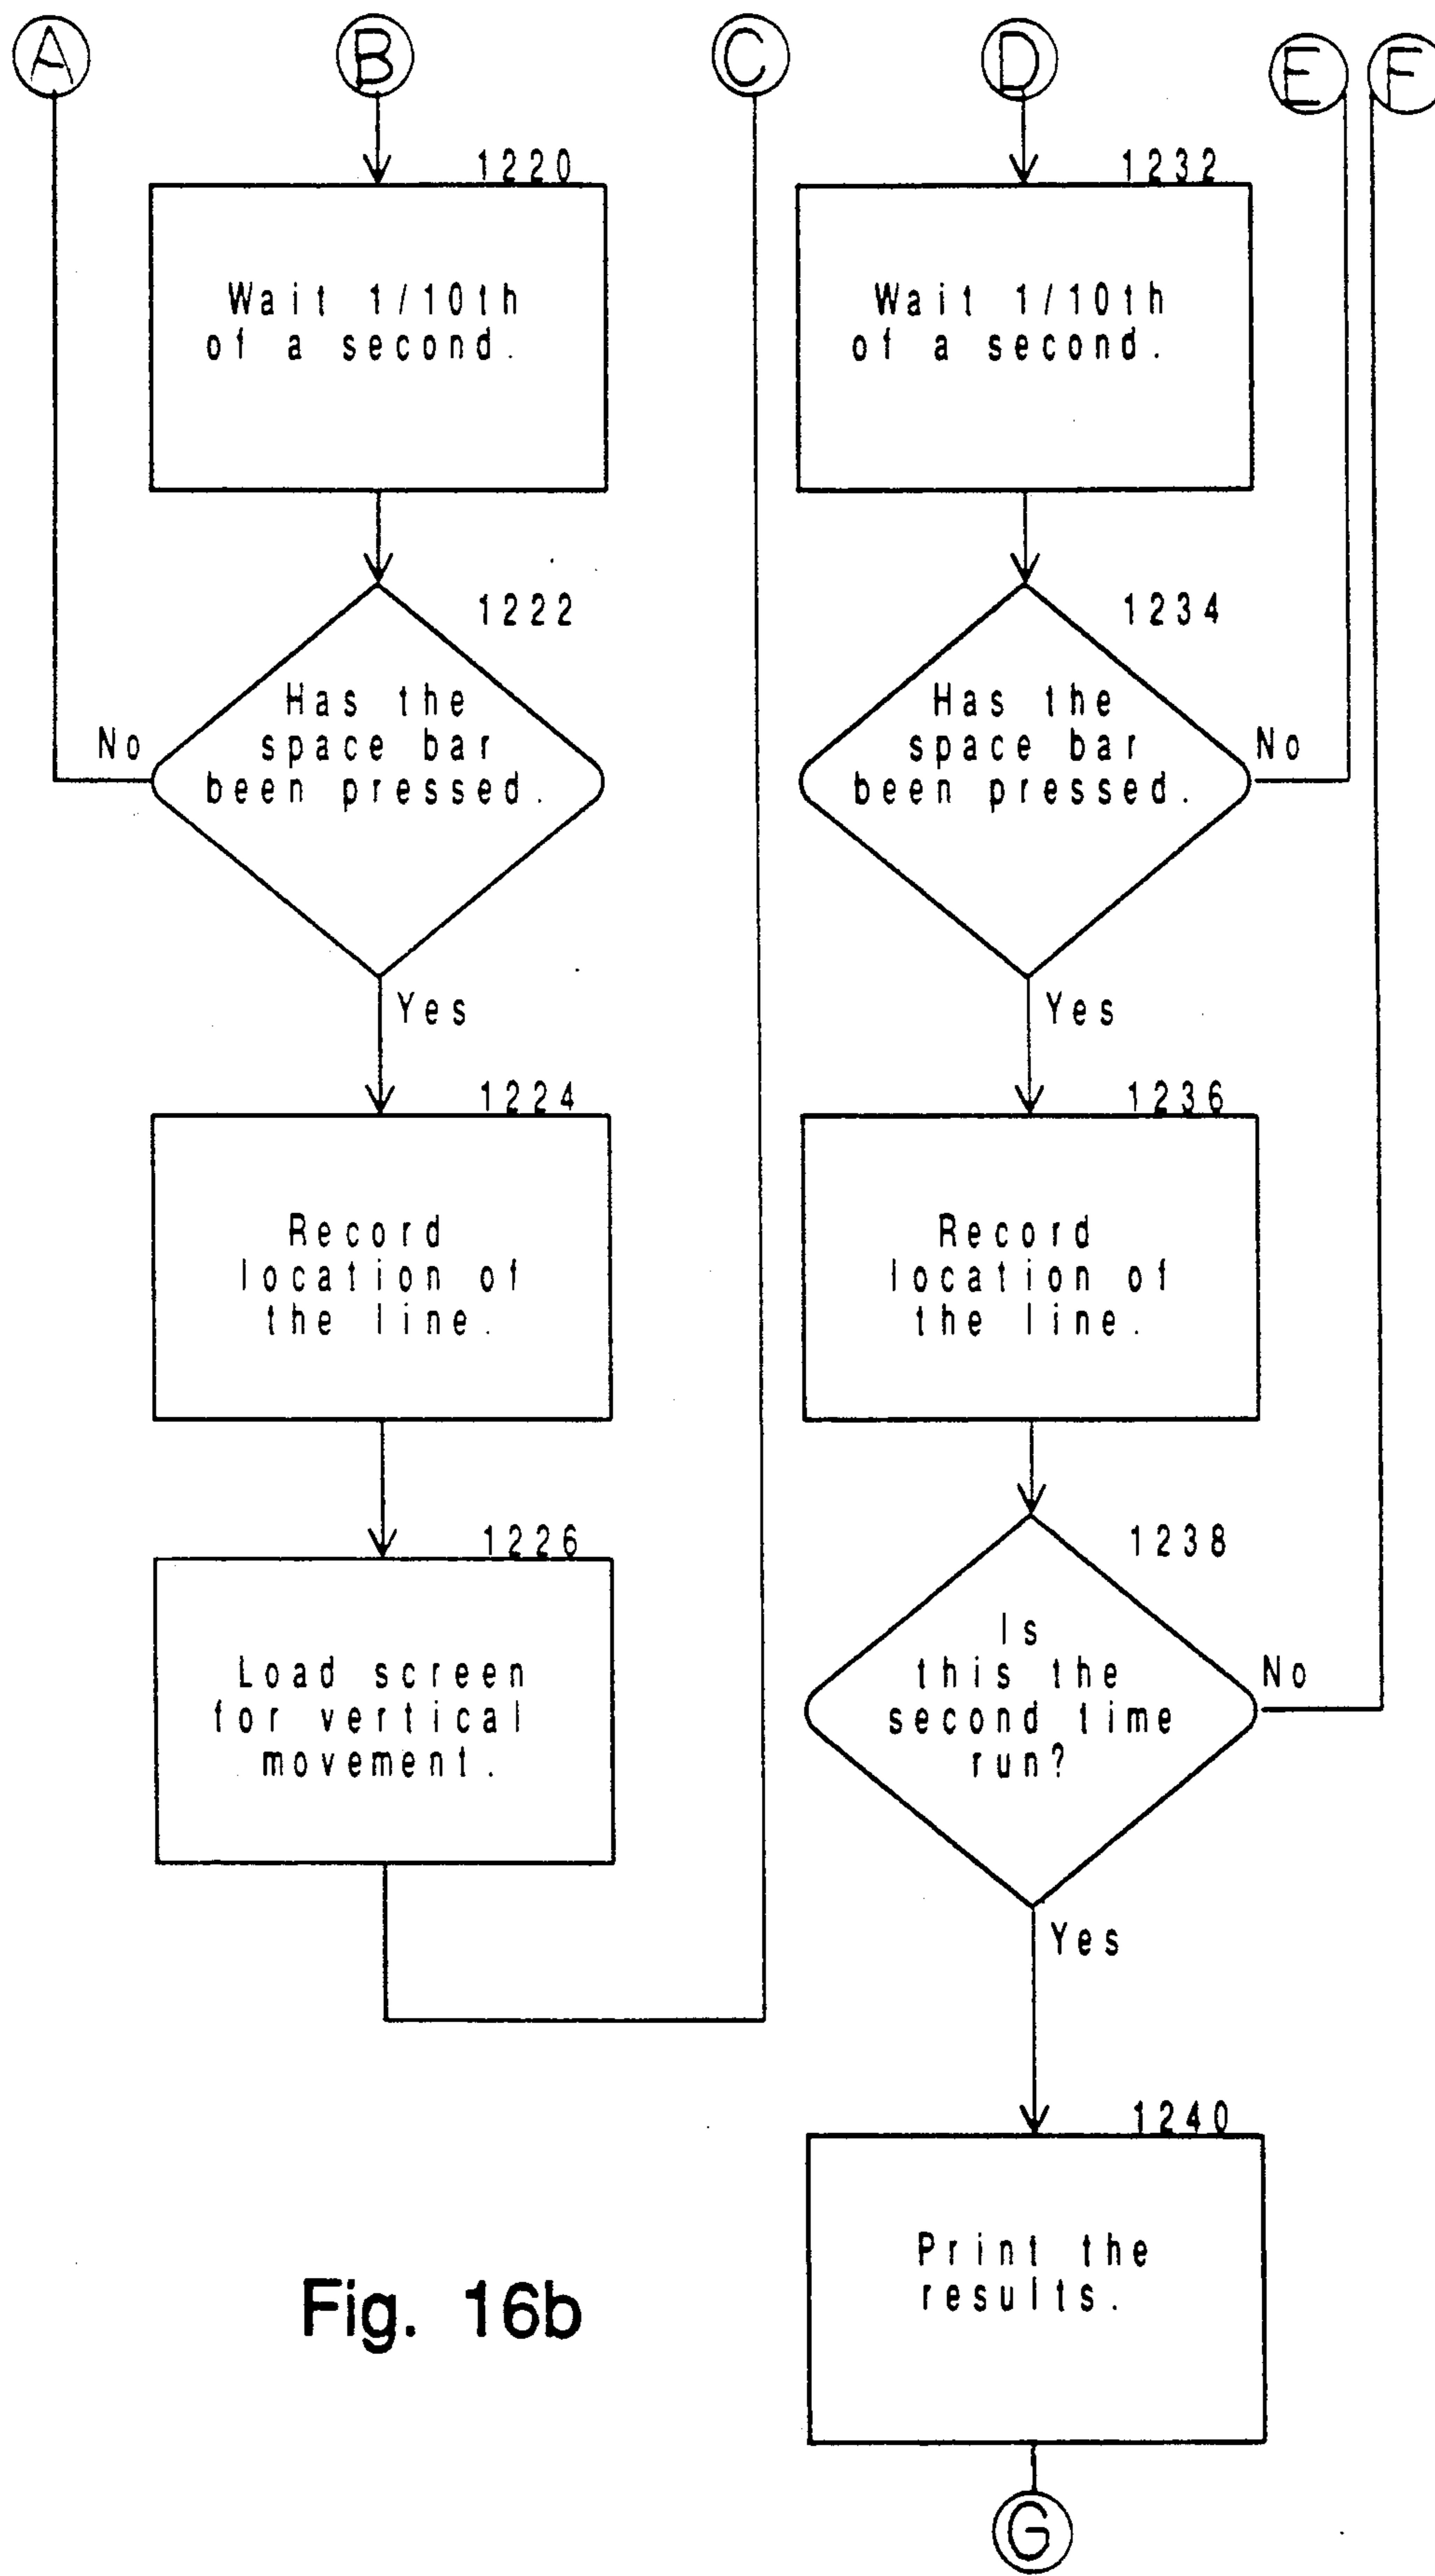 A
B
C
D
E
F
1220
Wait 1/10th
of a second.
1222
Has the
space bar
been pressed.
No
Yes
1224
Record
location of
the line.
1226
Load screen
for vertical
movement.
1232
Wait 1/10th
of a second.
1234
Has the
space bar
been pressed.
No
Yes
1236
Record
location of
the line.
1238
Is
this the
second time
run?
No
Yes
1240
Print the
results.
G
Fig. 16b